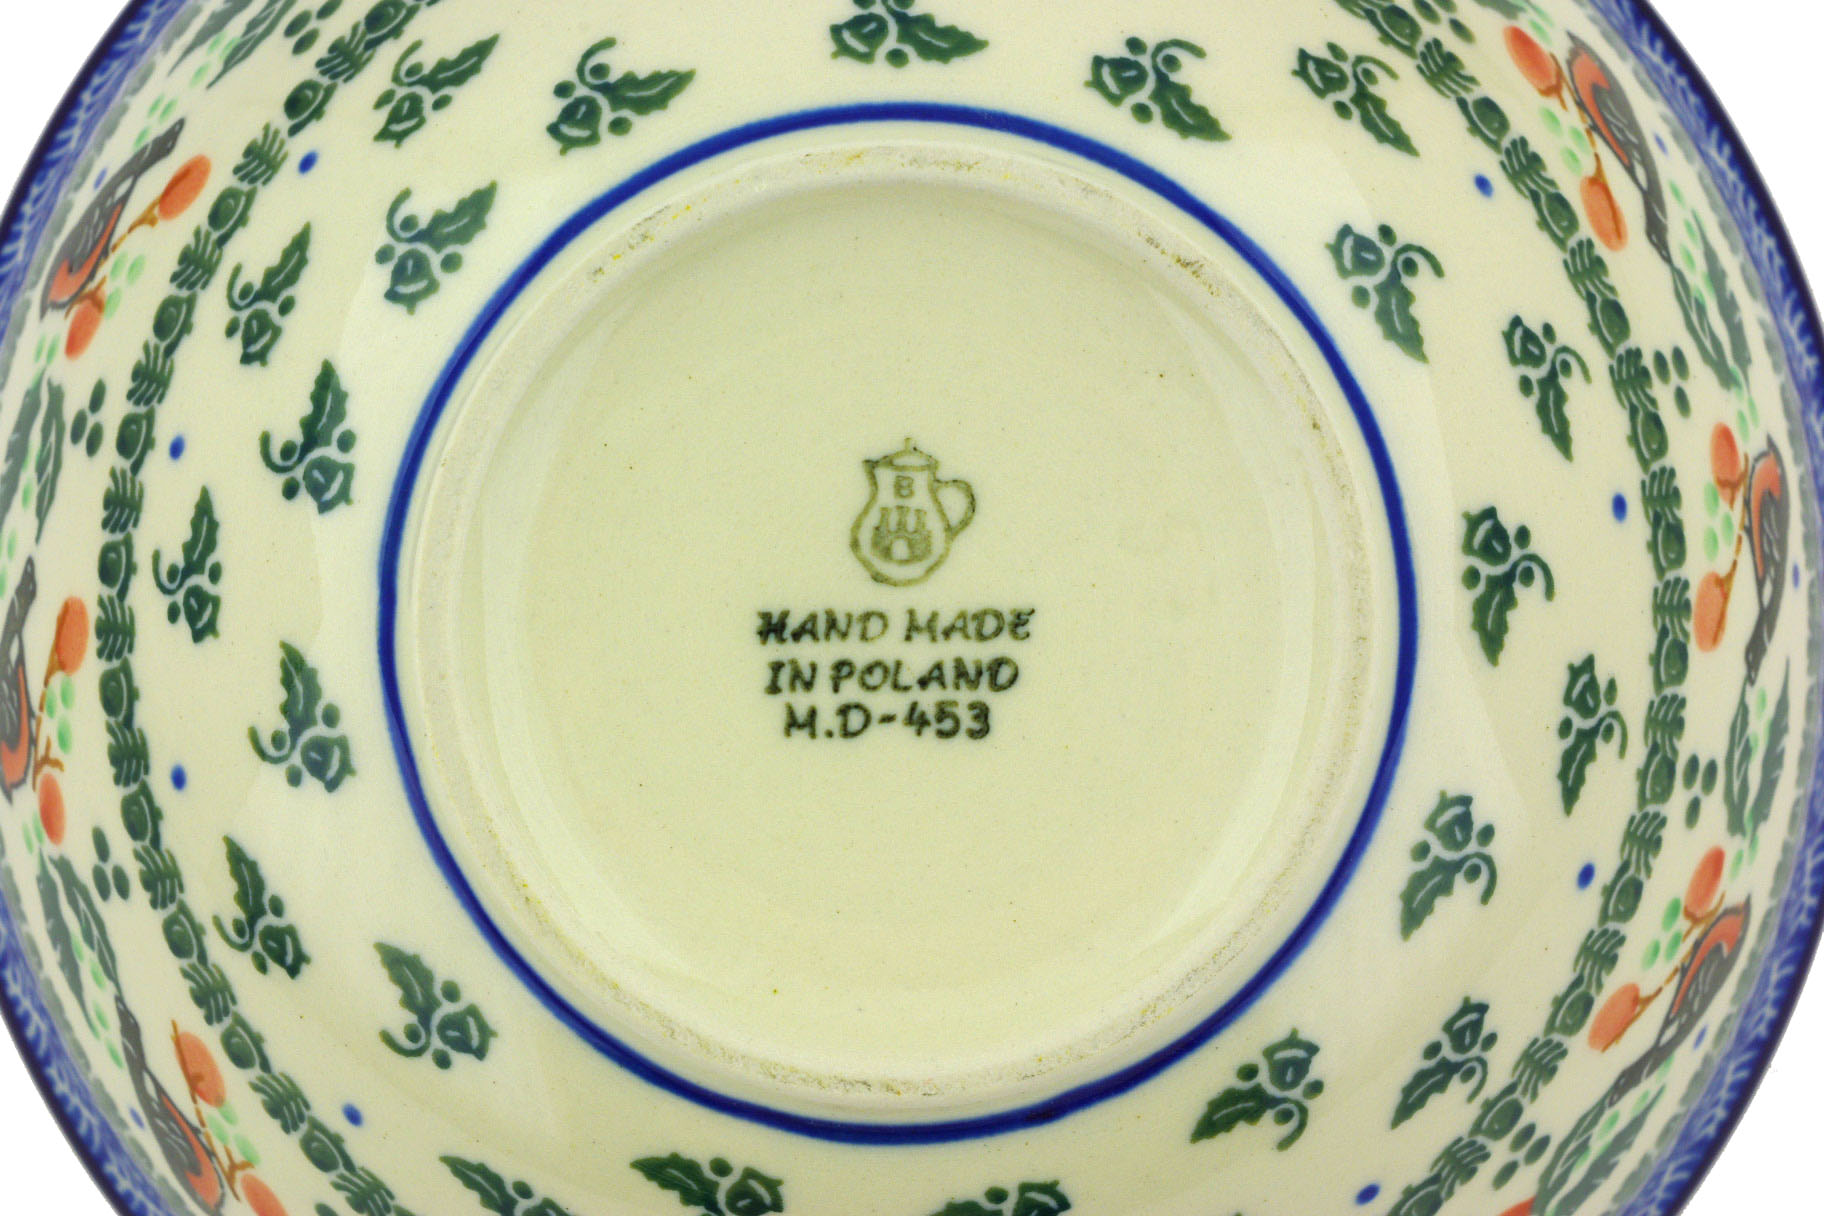 B
HAND MADE
IN POLAND
M.D-453